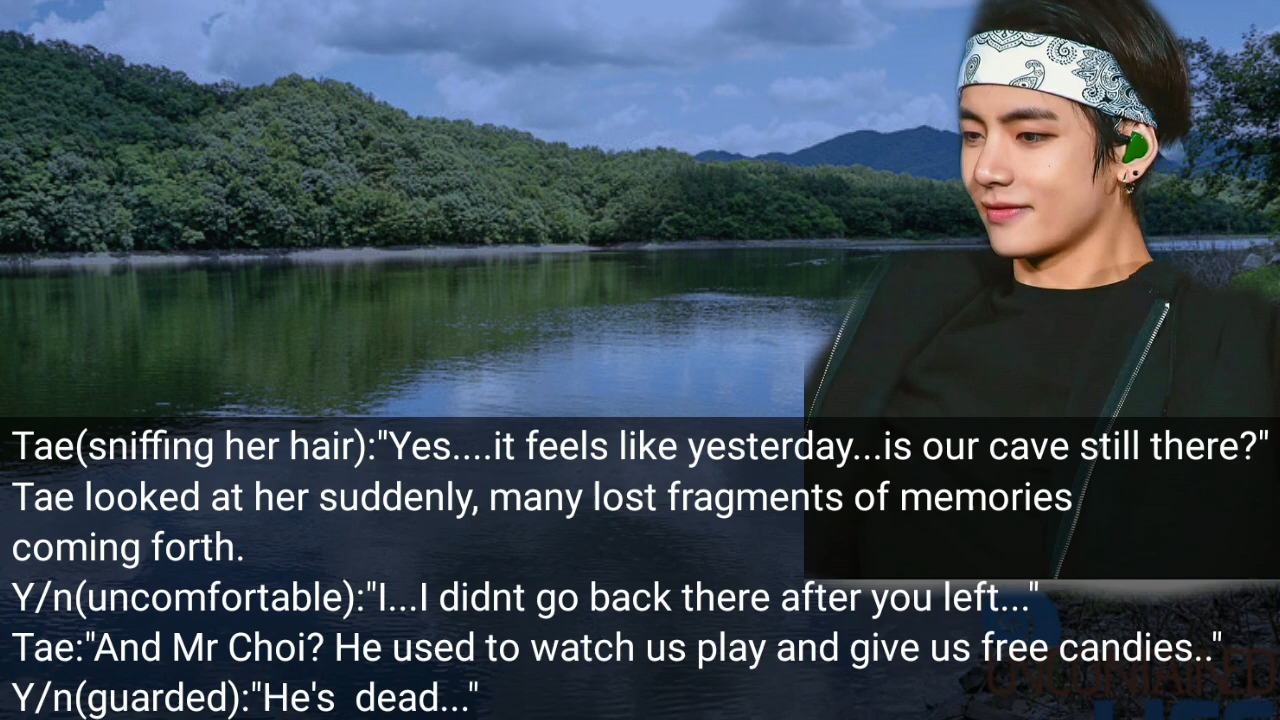 Tae(sniffing her hair):"Yes....it feels like yesterday...is our cave still there?"
Tae looked at her suddenly, many lost fragments of memories
coming forth.
Y/n(uncomfortable):"I...I didnt go back there after you left..."
Tae:"And Mr Choi? He used to watch us play and give us free candies.."
Y/n(guarded):"He's  dead..."
UNCONTAINED